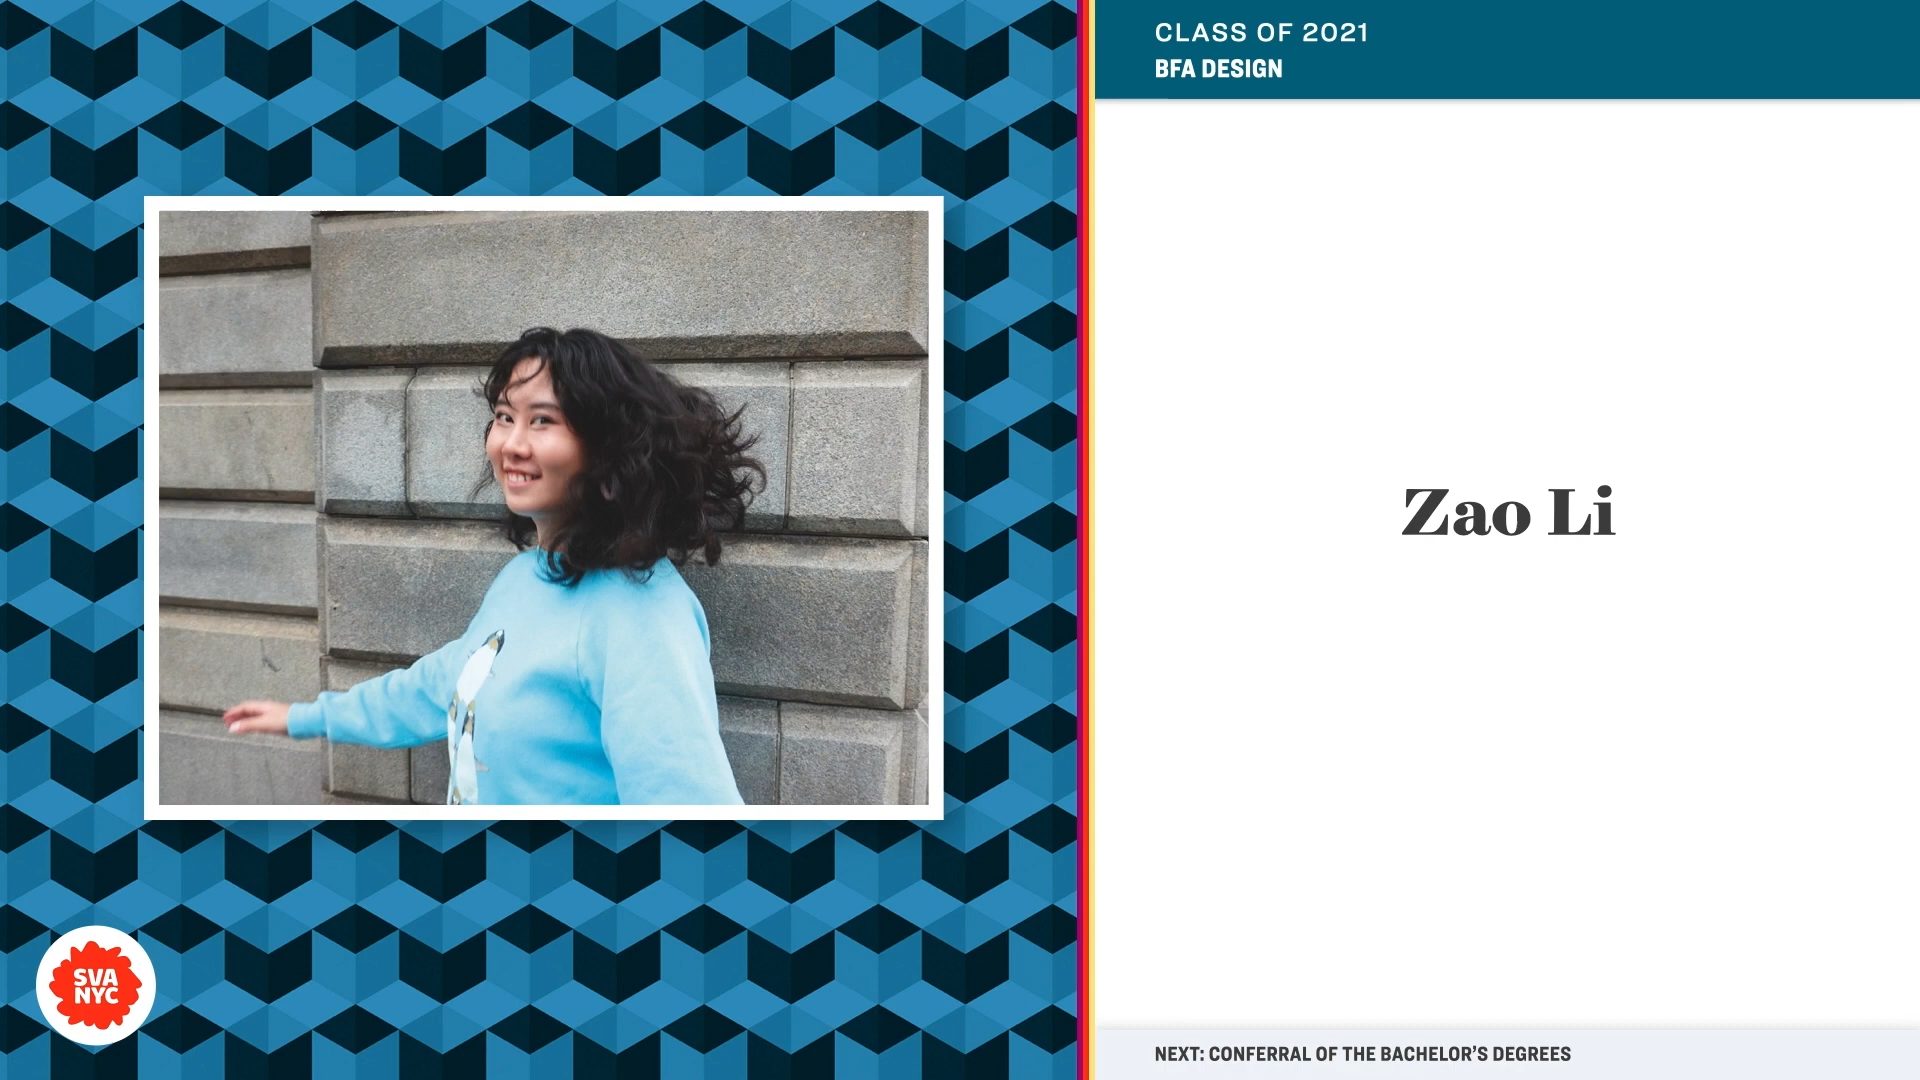 CLASS OF 2021
BFA DESIGN
Zao Li
SVA
NYC
NEXT: CONFERRAL OF THE BACHELOR’S DEGREES